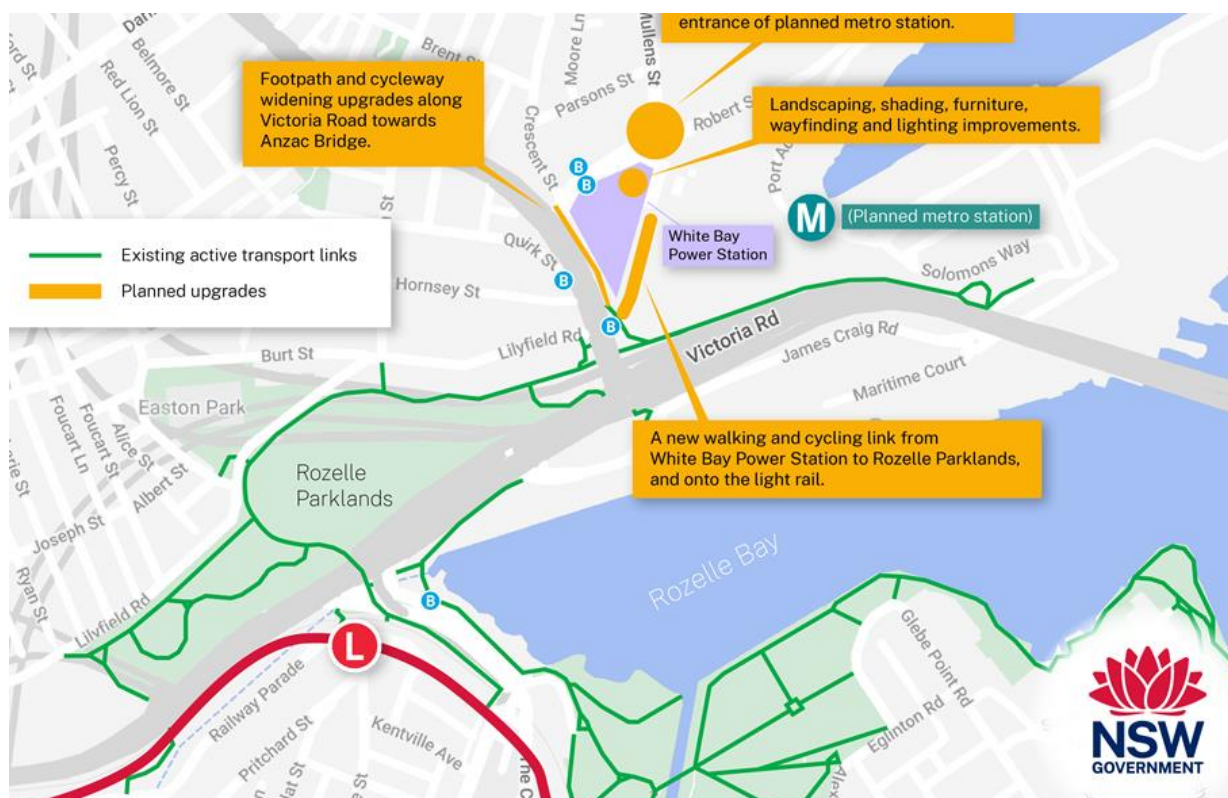 entrance of planned metro station.
Footpath and cycleway
widening upgrades along
Victoria Road towards
Anzac Bridge.
Landscaping, shading, furniture,
wayfinding and lighting improvements.
Existing active transport links
Planned upgrades
Belmore St
Red Lion St
Percy St
Brent St
Moore Ln
Mullens St
Parsons St
Crescent St
Robert S
Port A
B
B
M
(Planned metro station)
White Bay
Power Station
Quirk St
B
Hornsey St
B
Solomons Way
Victoria Rd
James Craig Rd
Maritime Court
Lilyfield Rd
Burt St
Easton Park
Foucart Ln
Foucart St
Alice St
Albert St
Joseph St
Ryan St
Lilyfield Rd
Rozelle
Parklands
A new walking and cycling link from
White Bay Power Station to Rozelle Parklands,
and onto the light rail.
Rozelle Bay
B
L
Railway Parade
Pritchard St
Kentville Ave
The C
Glebe Point Rd
Eglinton Rd
NSW
GOVERNMENT